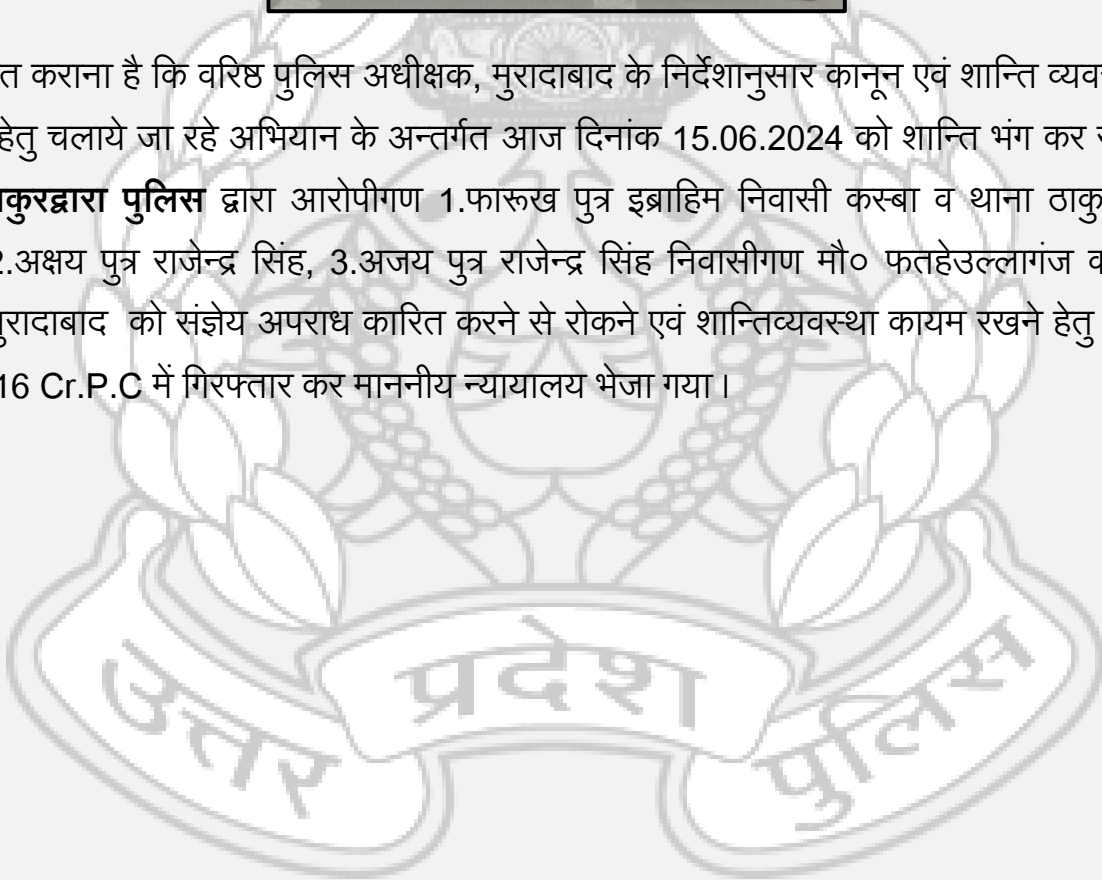 त कराना है कि वरिष्ठ पुलिस अधीक्षक, मुरादाबाद के निर्देशानुसार कानून एवं शान्ति
हेतु चलाये जा रहे अभियान के अन्तर्गत आज दिनांक 15.06.2024 को शान्ति भंग कर
कुरद्वारा पुलिस द्वारा आरोपीगण 1.फारूख पुत्र इब्राहिम निवासी कस्बा व थाना ठाकु
2.अक्षय पुत्र राजेन्द्र सिंह, 3.अजय पुत्र राजेन्द्र सिंह निवासीगण मौ० फतहेउल्लागंज
मुरादाबाद को संज्ञेय अपराध कारित करने से रोकने एवं शान्तिव्यवस्था कायम रखने हेतु
16 Cr.P.C में गिरफ्तार कर माननीय न्यायालय भेजा गया।
उत्तर प्रदेश पुलिस